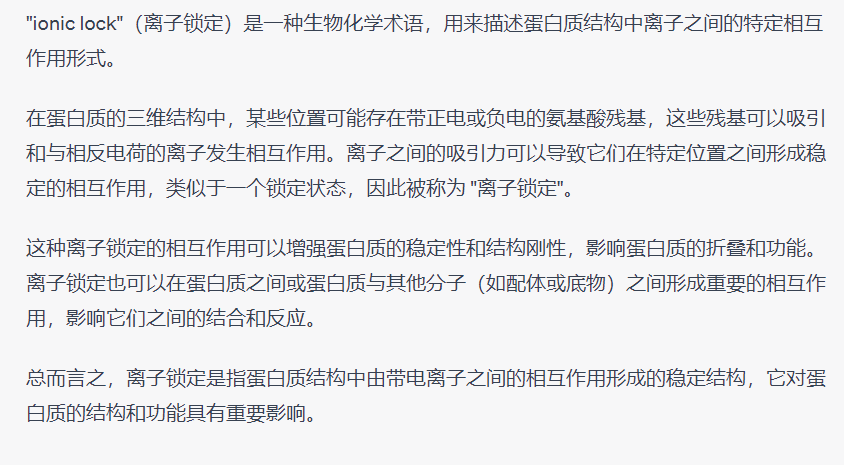 "ionic lock"（离子锁定）是一种生物化学术语，用来描述蛋白质结构中离子之间的特定相互
作用形式。
在蛋白质的三维结构中，某些位置可能存在带正电或负电的氨基酸残基，这些残基可以吸引
和与相反电荷的离子发生相互作用。离子之间的吸引力可以导致它们在特定位置之间形成稳
定的相互作用，类似于一个锁定状态，因此被称为 "离子锁定"。
这种离子锁定的相互作用可以增强蛋白质的稳定性和结构刚性，影响蛋白质的折叠和功能。
离子锁定也可以在蛋白质之间或蛋白质与其他分子（如配体或底物）之间形成重要的相互作
用，影响它们之间的结合和反应。
总而言之，离子锁定是指蛋白质结构中由带电离子之间的相互作用形成的稳定结构，它对蛋
白质的结构和功能具有重要影响。